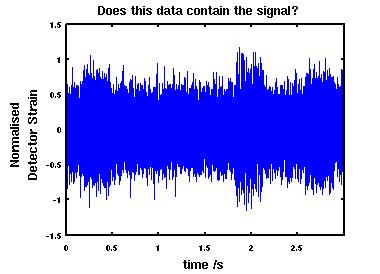 Does this data contain the signal?
1.5
1
0.5
0
-0.5
-1
-1.5
Normalised
Detector Strain
0 0.5 1 1.5 2 2.5
time /s